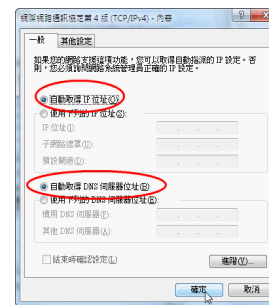 網際網路通訊協定第 4 版 (TCP/IPv4) - 內容
一般
其他設定
如果您的網路支援這項功能，您可以取得自動指派的 IP 設定。否則，您必須詢問網路系統管理員正確的 IP 設定。
自動取得 IP 位址(O)
使用下列的 IP 位址(S):
IP 位址(I):
子網路遮罩(U):
預設閘道(D):
自動取得 DNS 伺服器位址(B)
使用下列的 DNS 伺服器位址(E):
慣用 DNS 伺服器(P):
其他 DNS 伺服器(A):
結束時確認設定(L)
進階(V)...
確定
取消